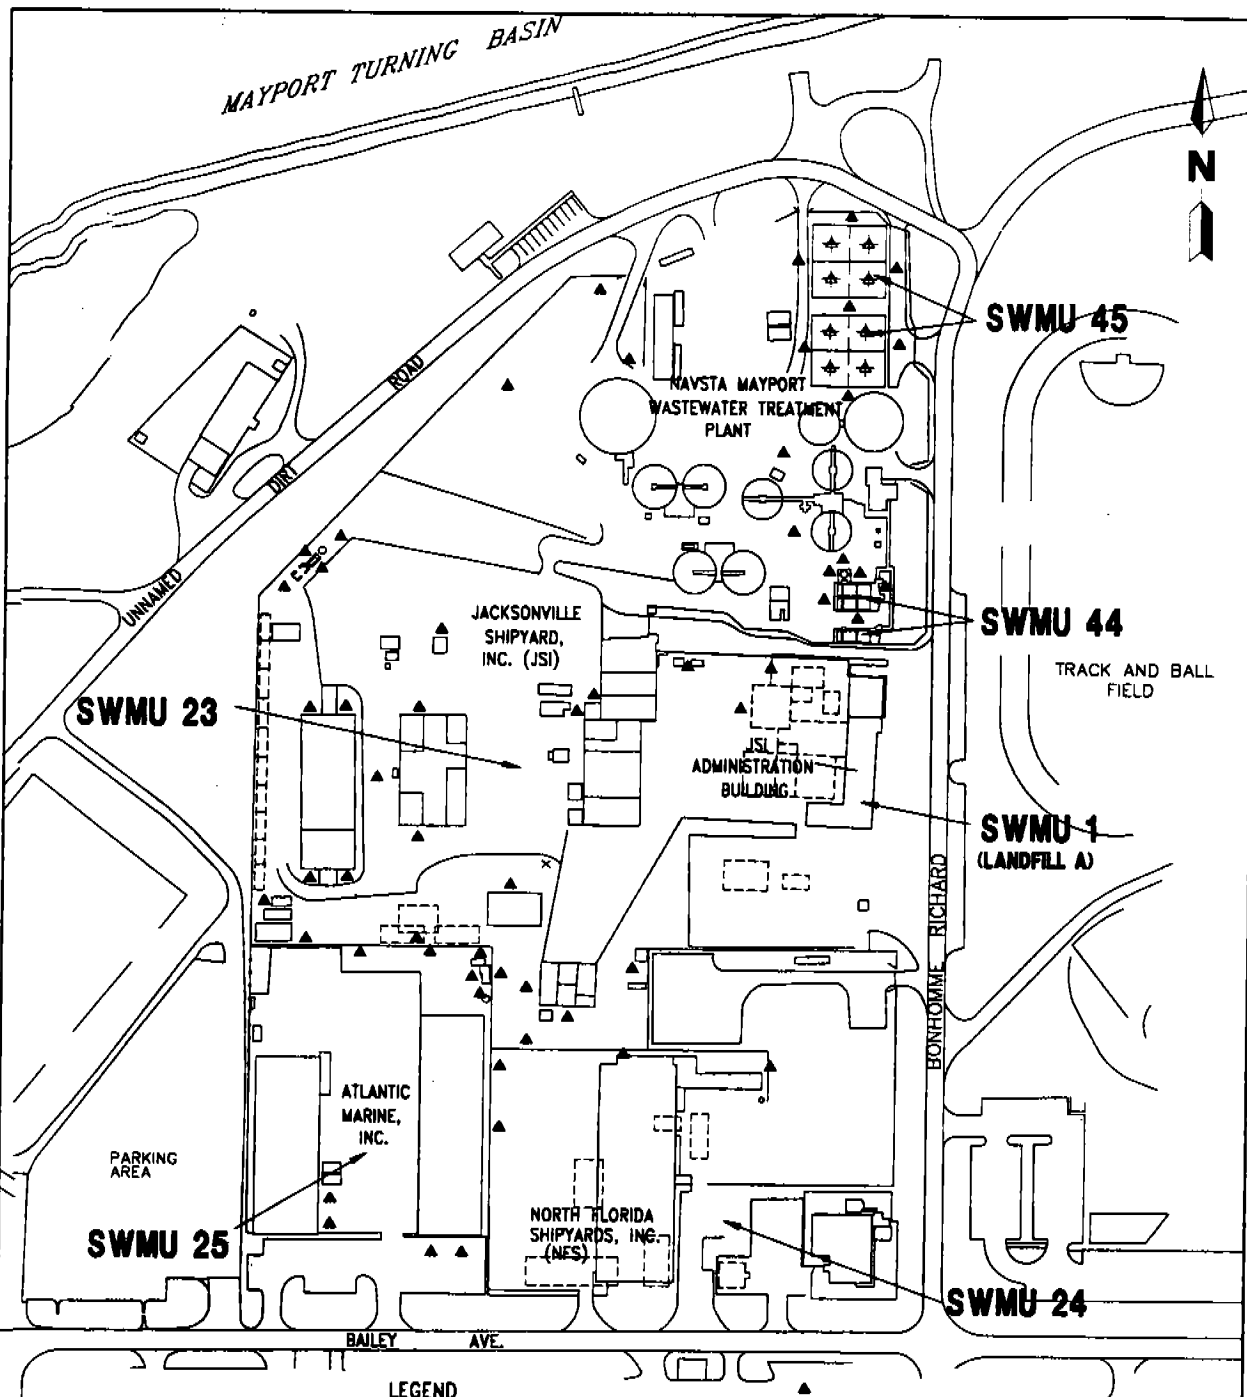 MAYPORT TURNING BASIN
N
SWMU 45
ROAD
NAVSTA MAYPORT
WASTEWATER TREATMENT
PLANT
DIRT
UNNAMED
JACKSONVILLE
SHIPYARD,
INC. (JSI)
SWMU 44
TRACK AND BALL
FIELD
SWMU 23
JSI
ADMINISTRATION
BUILDING
SWMU 1
(LANDFILL A)
BONHOMME RICHARD
ATLANTIC
MARINE,
INC.
PARKING
AREA
SWMU 25
NORTH FLORIDA
SHIPYARDS, INC.
(NFS)
SWMU 24
BAILEY AVE.
LEGEND